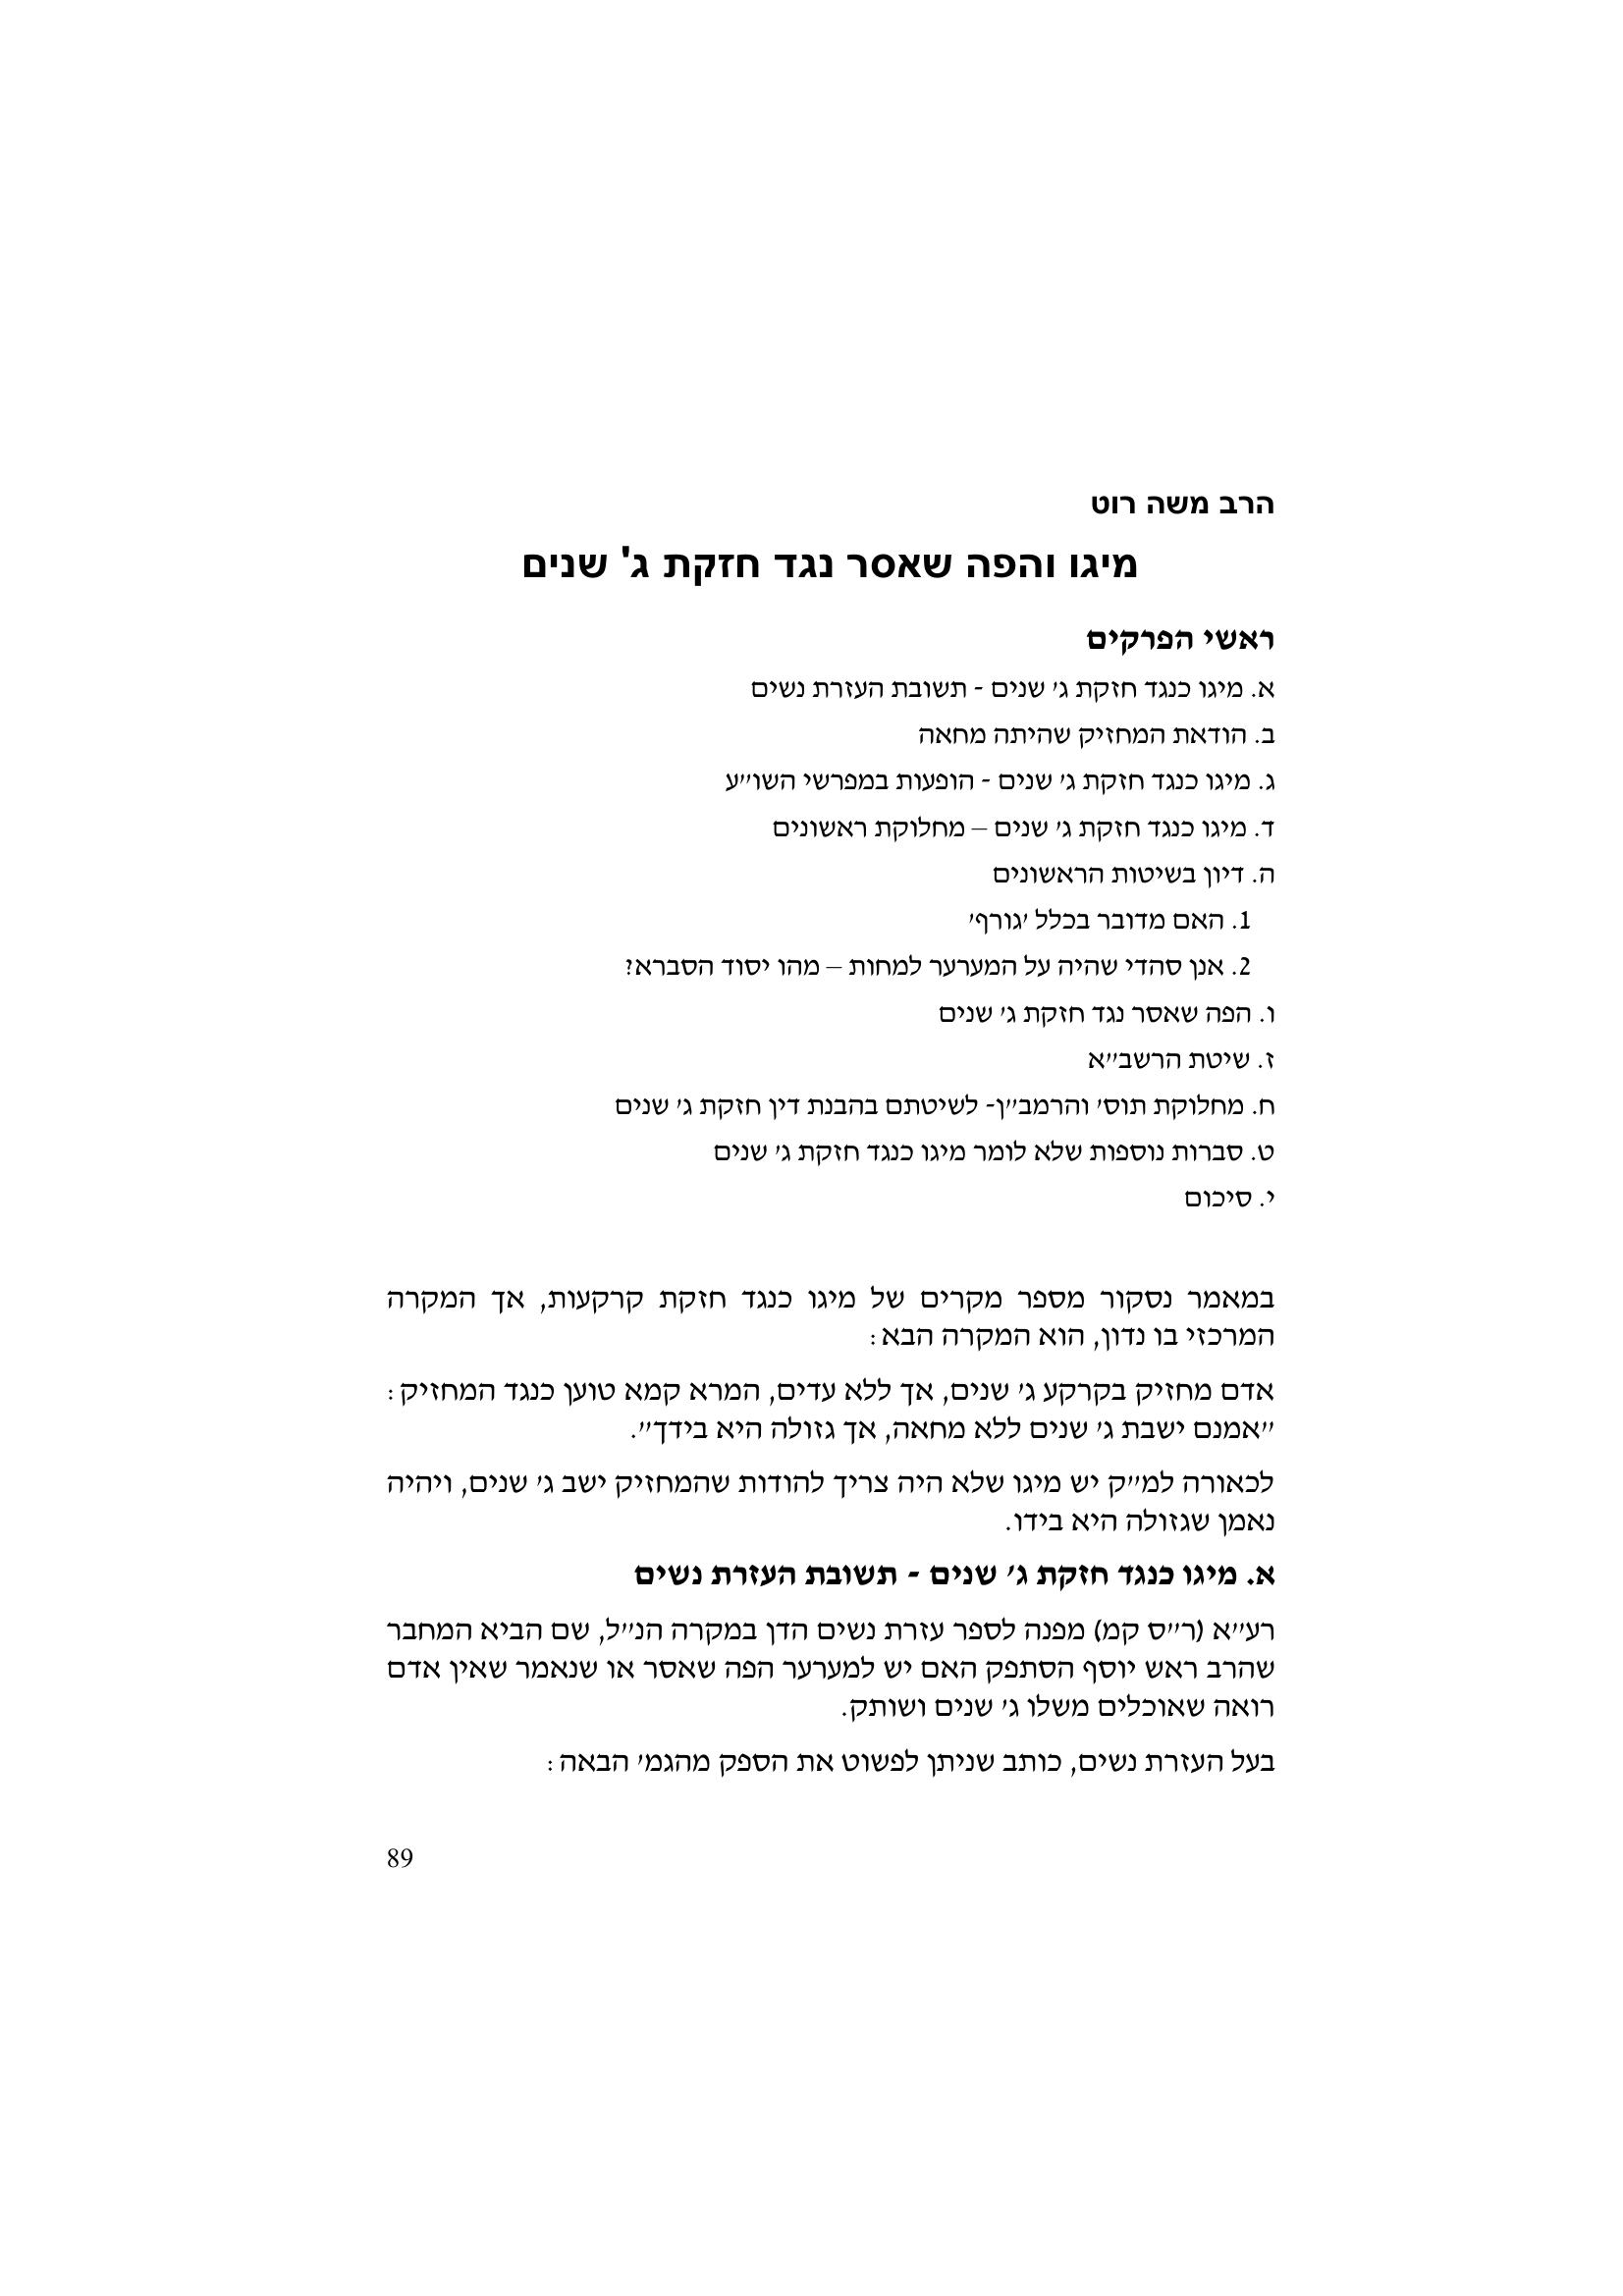 הרב משה רוט
מיגו והפה שאסר נגד חזקת ג' שנים
ראשי הפרקים
א. מיגו כנגד חזקת ג' שנים - תשובת העזרת נשים
ב. הודאת המחזיק שהיתה מחאה
ג. מיגו כנגד חזקת ג' שנים - הופעות במפרשי השו"ע
ד. מיגו כנגד חזקת ג' שנים – מחלוקת ראשונים
ה. דיון בשיטות הראשונים
1. האם מדובר בכלל 'גורף'
2. אנן סהדי שהיה על המערער למחות – מהו יסוד הסברא?
ו. הפה שאסר נגד חזקת ג' שנים
ז. שיטת הרשב"א
ח. מחלוקת תוס' והרמב"ן- לשיטתם בהבנת דין חזקת ג' שנים
ט. סברות נוספות שלא לומר מיגו כנגד חזקת ג' שנים
י. סיכום
במאמר נסקור מספר מקרים של מיגו כנגד חזקת קרקעות, אך המקרה
המרכזי בו נדון, הוא המקרה הבא:
אדם מחזיק בקרקע ג' שנים, אך ללא עדים, המרא קמא טוען כנגד המחזיק:
"אמנם ישבת ג' שנים ללא מחאה, אך גזולה היא בידך".
לכאורה למ"ק יש מיגו שלא היה צריך להודות שהמחזיק ישב ג' שנים, ויהיה
נאמן שגזולה היא בידו.
א. מיגו כנגד חזקת ג' שנים - תשובת העזרת נשים
רע"א (ר"ס קמ) מפנה לספר עזרת נשים הדן במקרה הנ"ל, שם הביא המחבר
שהרב ראש יוסף הסתפק האם יש למערער הפה שאסר או שנאמר שאין אדם
רואה שאוכלים משלו ג' שנים ושותק.
בעל העזרת נשים, כותב שניתן לפשוט את הספק מהגמ' הבאה:
89